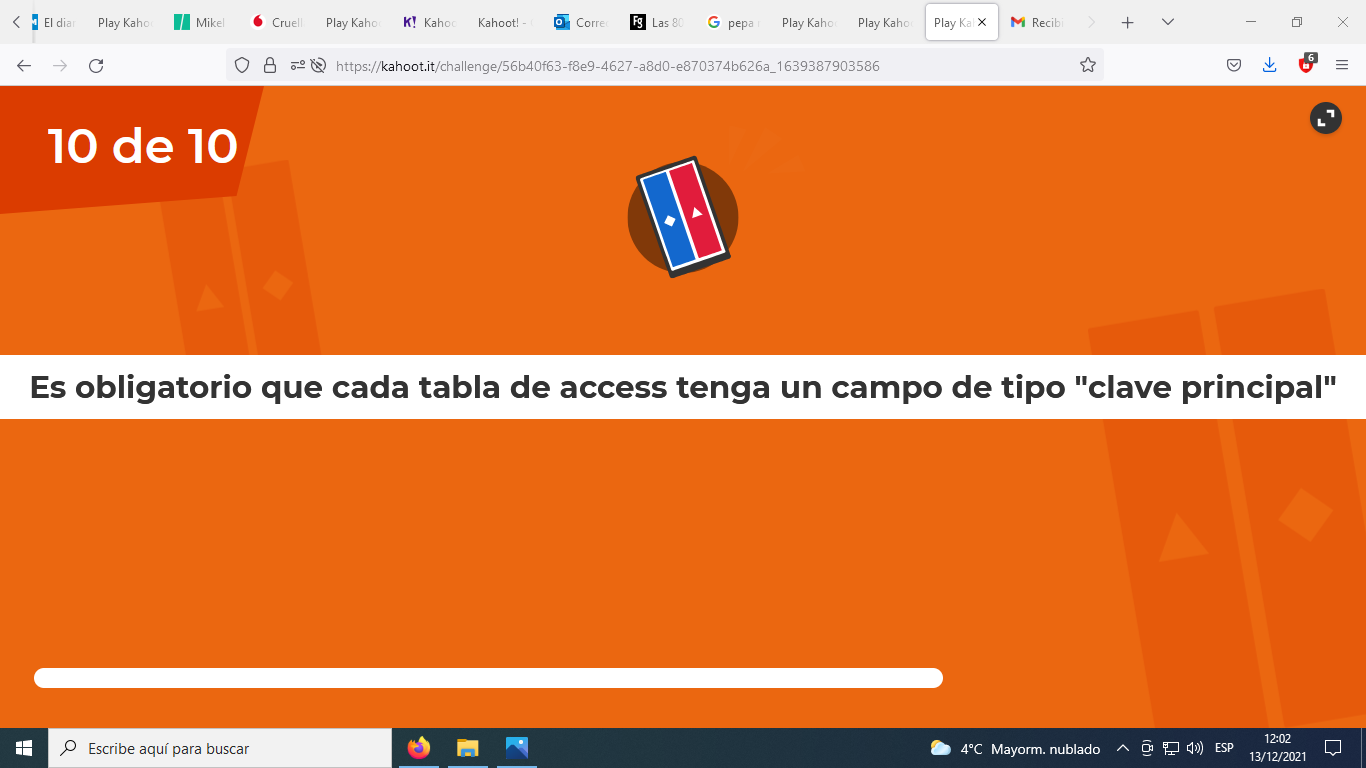 El diar
Play Kaho
Mikel
Cruell
Play Kaho
Kahoo
Kahoot! -
Correo
Las 80
pepa
Play Kaho
Play Kaho
Play Ka
Recibi
https://kahoot.it/challenge/56b40f63-f8e9-4627-a8d0-e870374b626a_1639387903586
6
10 de 10
Es obligatorio que cada tabla de access tenga un campo de tipo "clave principal"
Escribe aquí para buscar
4°C Mayorm. nublado
ESP
12:02
13/12/2021